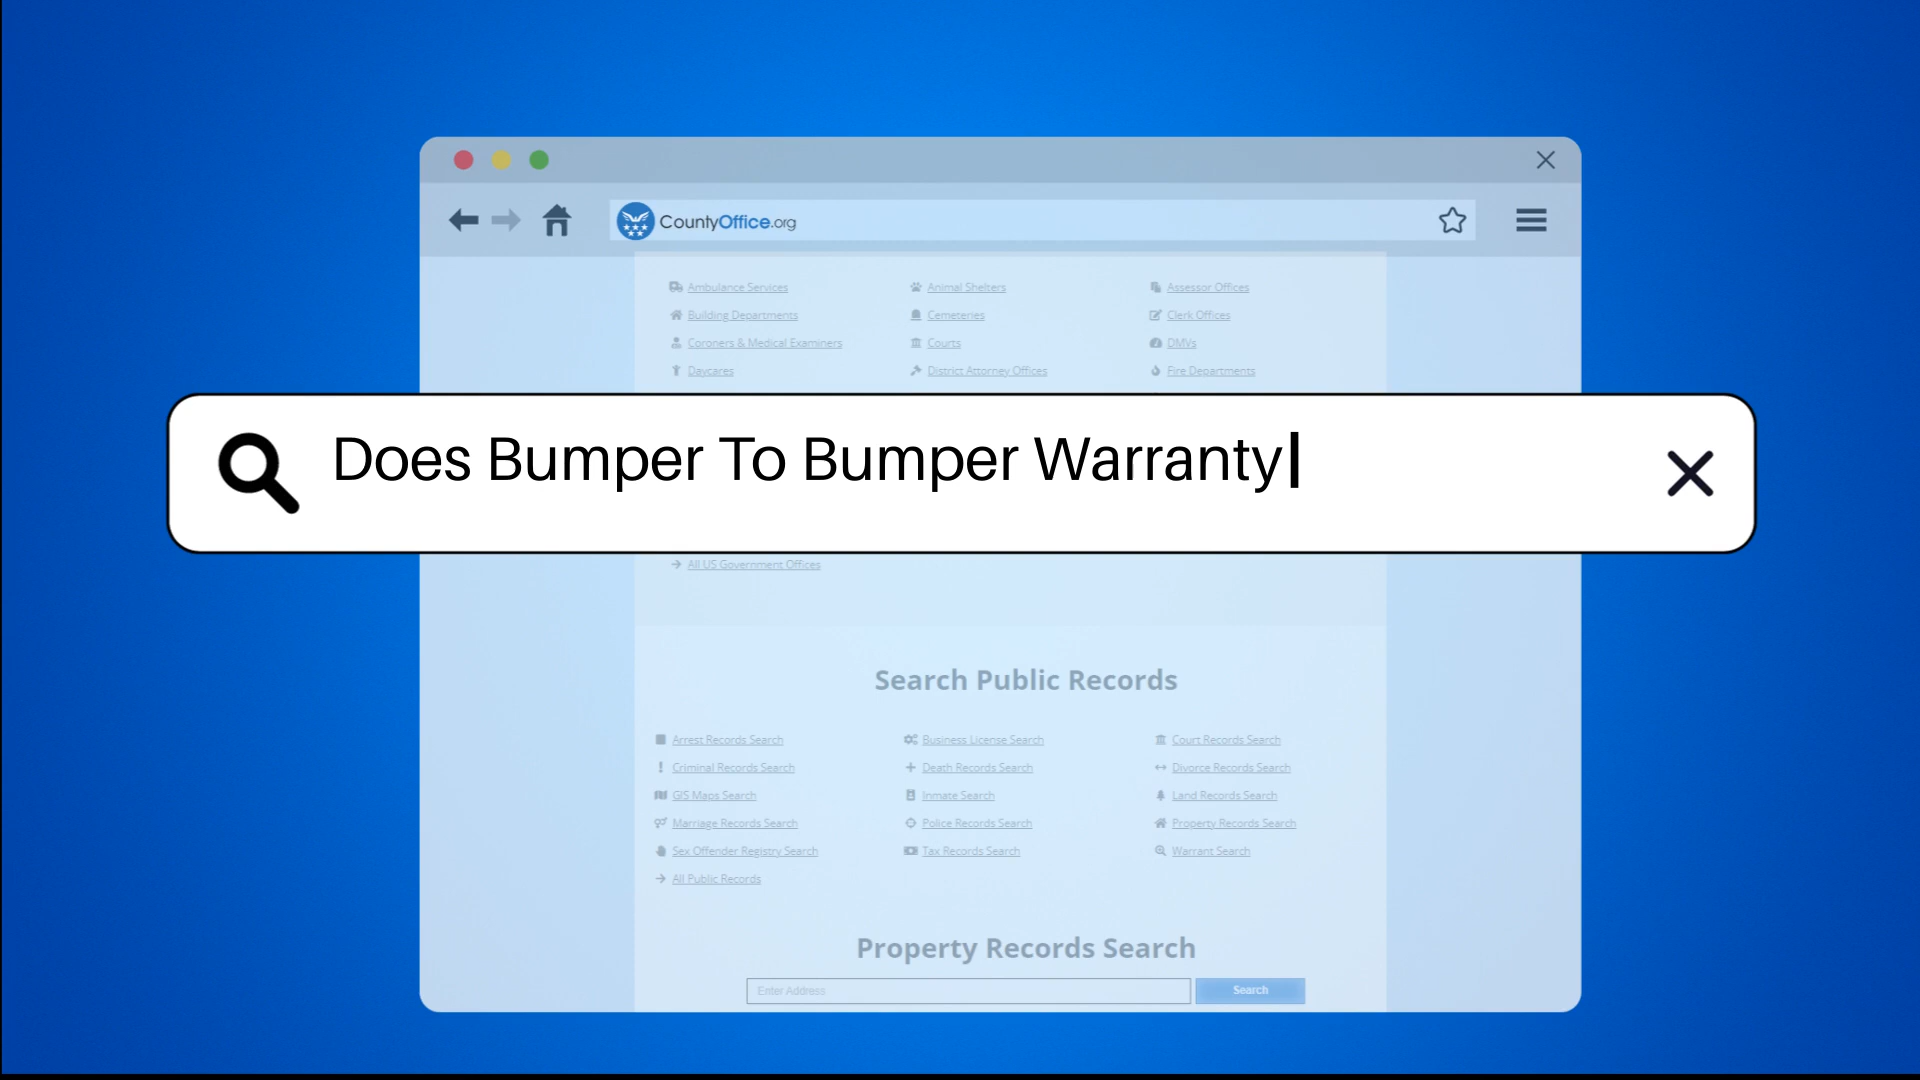 CountyOffice.org
Ambulance Services
Animal Shelters
Assessor Offices
Building Departments
Cemeteries
Clerk Offices
Coroners & Medical Examiners
Courts
DMVs
Daycares
District Attorney Offices
Fire Departments
Does Bumper To Bumper Warranty
All US Government Offices
Search Public Records
Arrest Records Search
Business License Search
Court Records Search
Criminal Records Search
Death Records Search
Divorce Records Search
GIS Maps Search
Inmate Search
Land Records Search
Marriage Records Search
Police Records Search
Property Records Search
Sex Offender Registry Search
Tax Records Search
Warrant Search
All Public Records
Property Records Search
Enter Address
Search